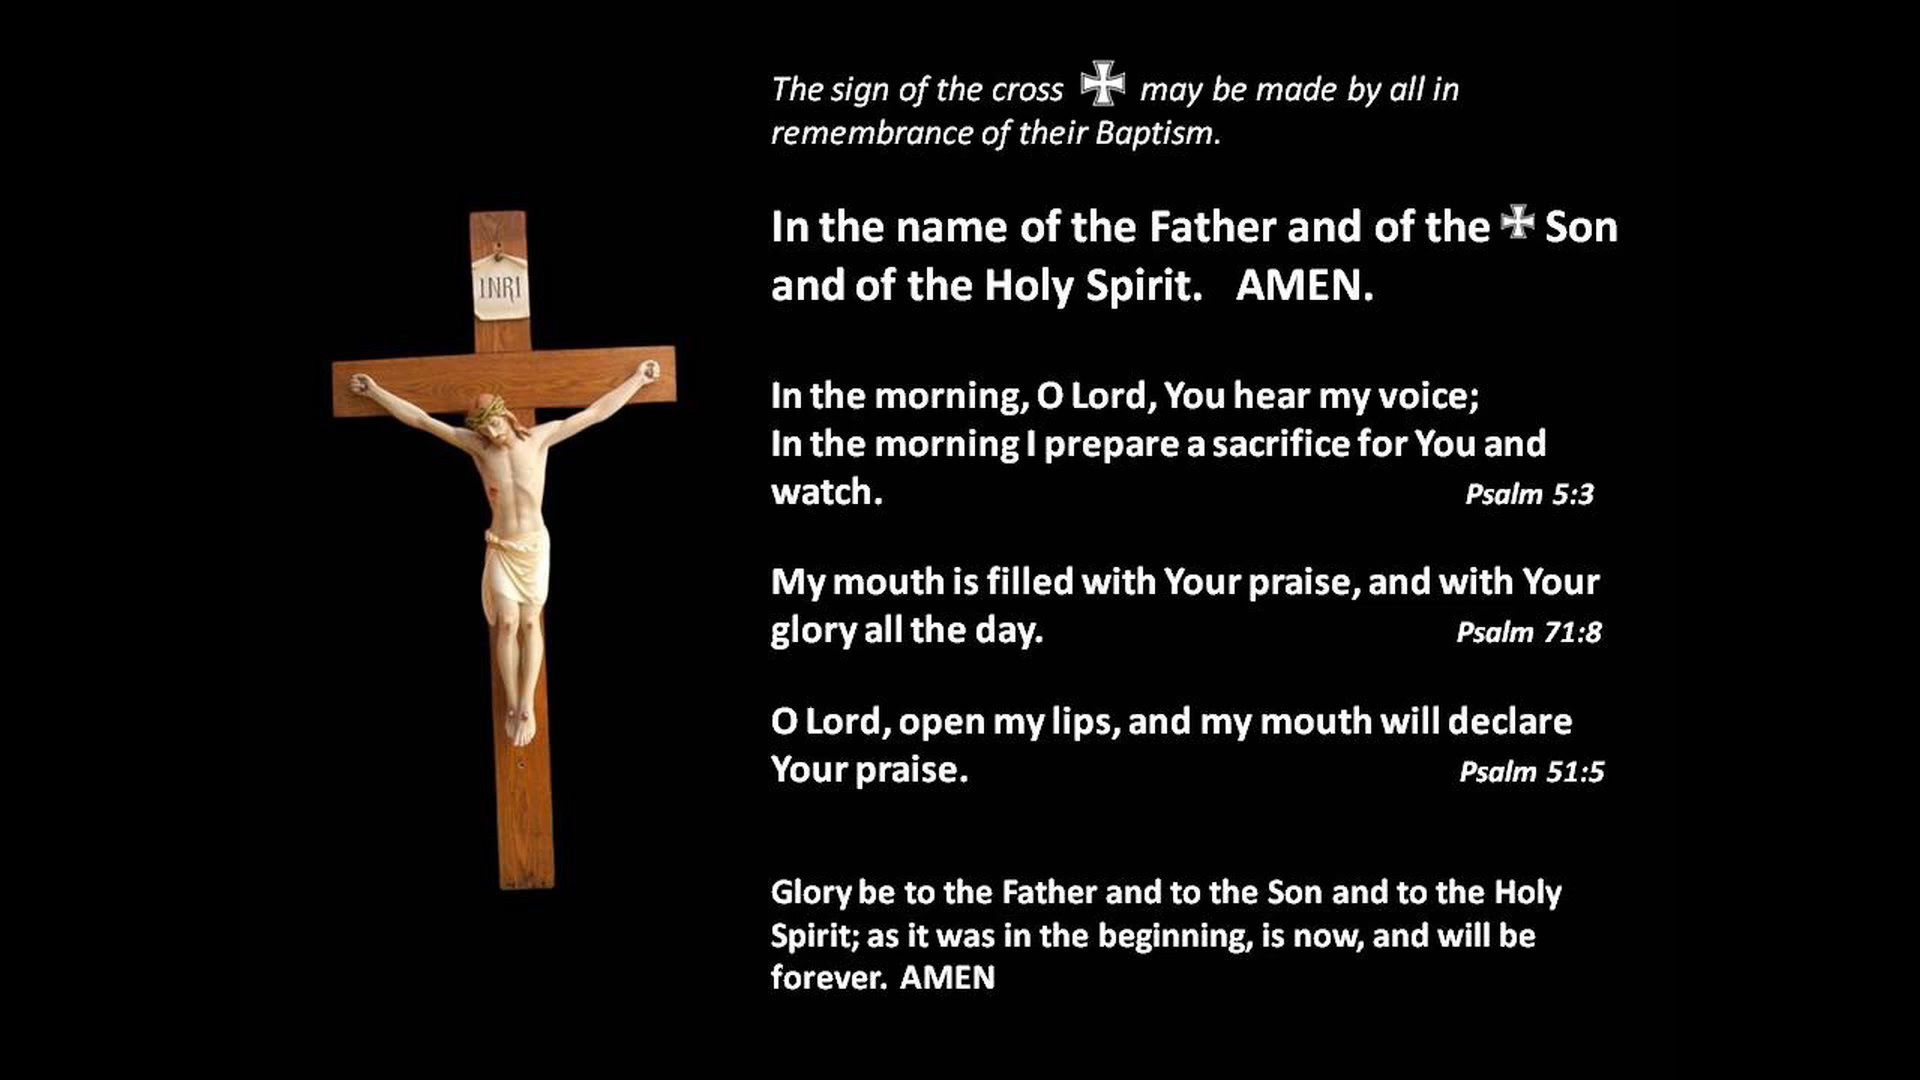 The sign of the cross ✠ may be made by all in
remembrance of their Baptism.
In the name of the Father and of the ✠ Son
and of the Holy Spirit. AMEN.
INRI
In the morning, O Lord, You hear my voice;
In the morning I prepare a sacrifice for You and
watch. Psalm 5:3
My mouth is filled with Your praise, and with Your
glory all the day. Psalm 71:8
O Lord, open my lips, and my mouth will declare
Your praise. Psalm 51:5
Glory be to the Father and to the Son and to the Holy
Spirit; as it was in the beginning, is now, and will be
forever. AMEN